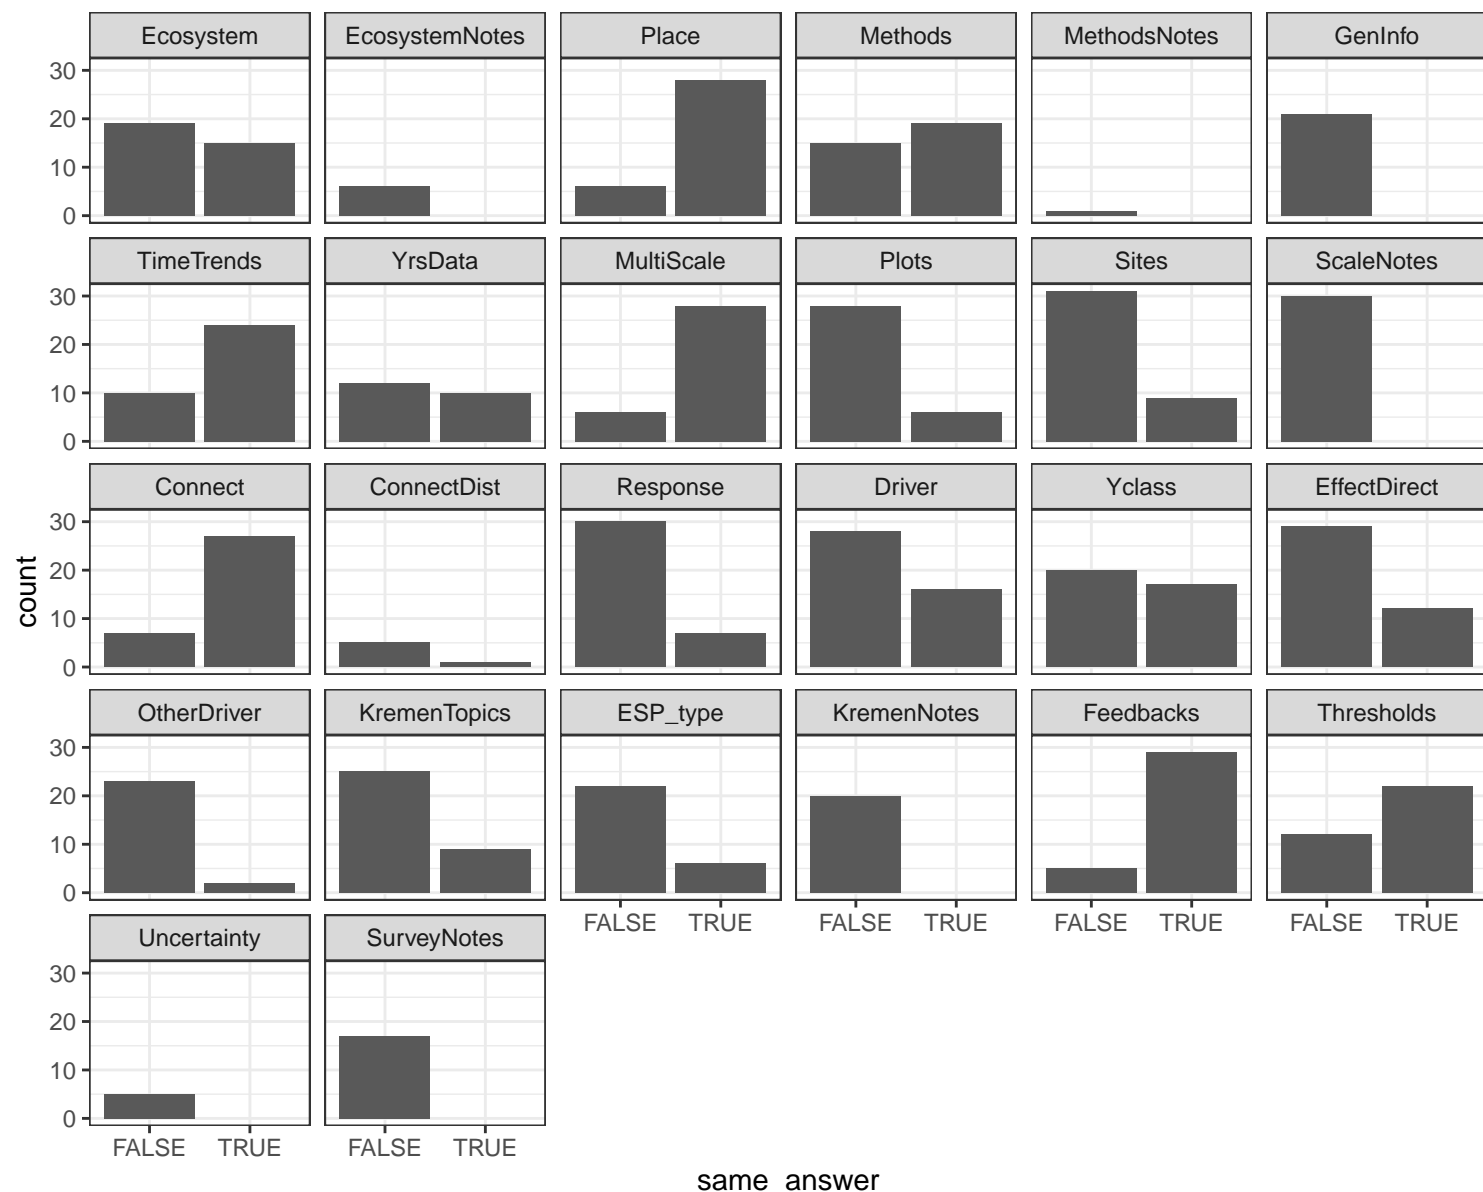 Ecosystem EcosystemNotes Place Methods MethodsNotes GenInfo
30
20
10
0
TimeTrends YrsData MultiScale Plots Sites ScaleNotes
30
20
10
0
Connect ConnectDist Response Driver Yclass EffectDirect
30
20
10
0
count
OtherDriver KremenTopics ESP_type KremenNotes Feedbacks Thresholds
30
20
10
0
FALSE TRUE FALSE TRUE FALSE TRUE FALSE TRUE
Uncertainty SurveyNotes
30
20
10
0
FALSE TRUE FALSE TRUE
same_answer